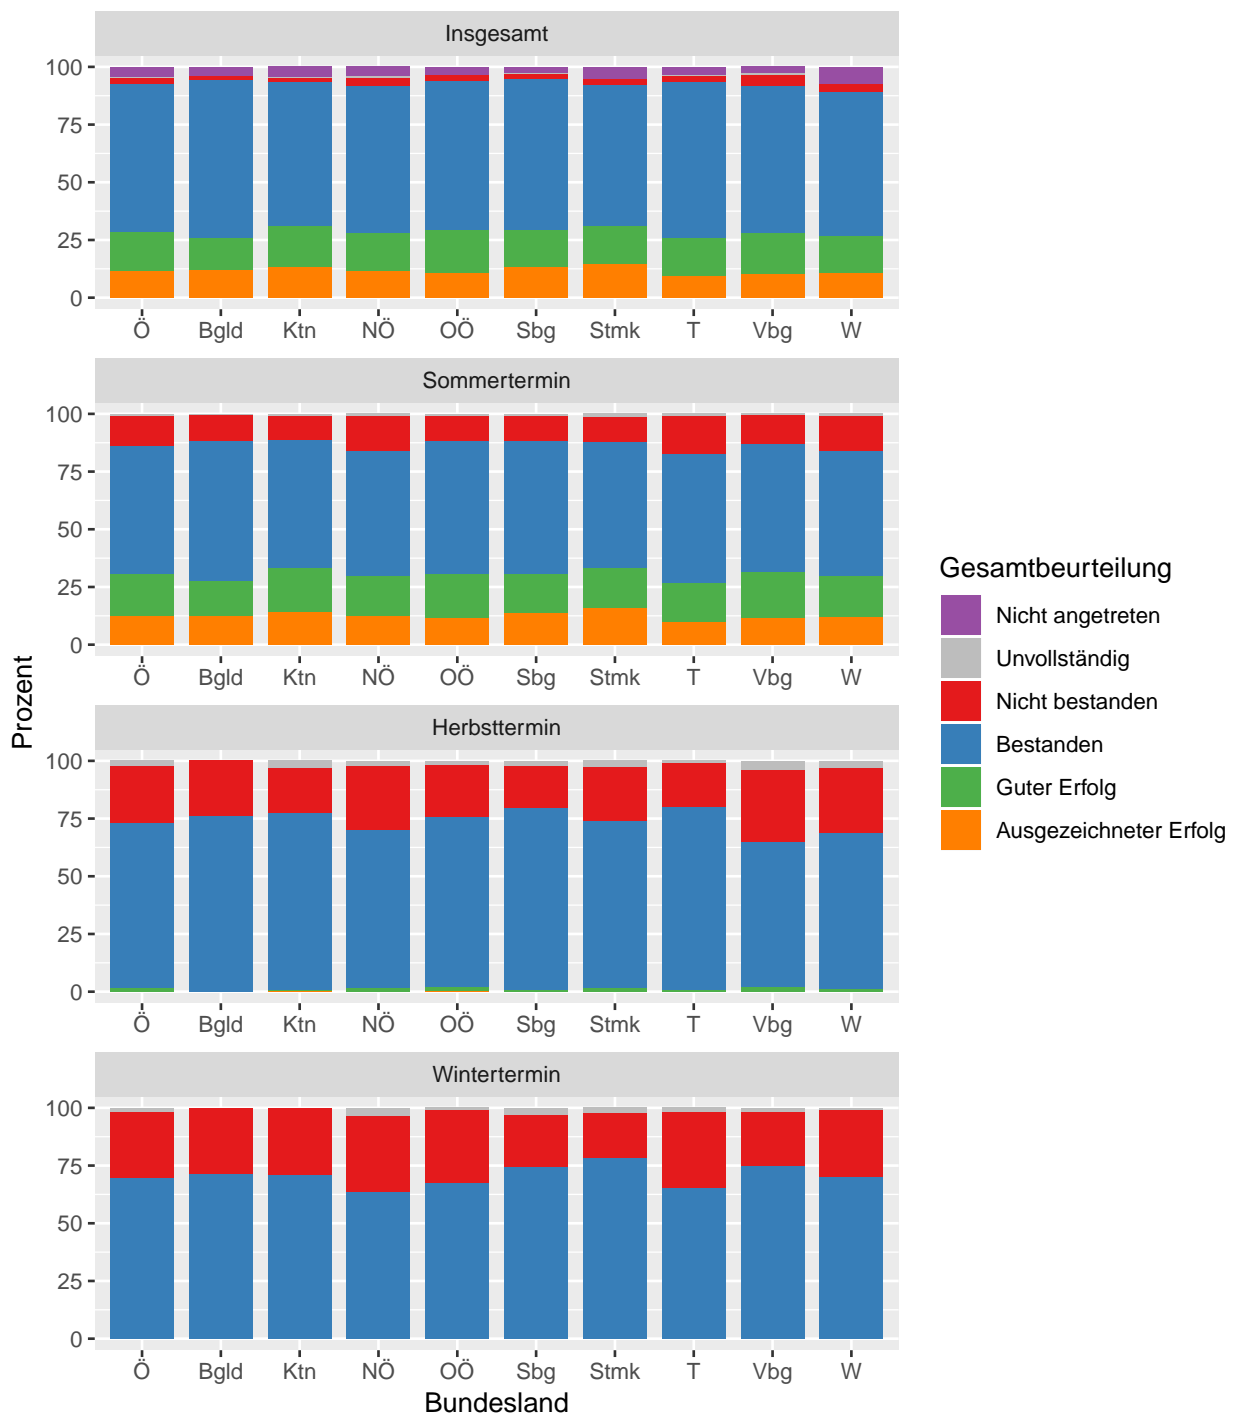 Insgesamt
100
75
50
25
0
Ö Bgld Ktn NÖ OÖ Sbg Stmk T Vbg W
Sommertermin
100
75
50
25
0
Ö Bgld Ktn NÖ OÖ Sbg Stmk T Vbg W
Herbsttermin
100
75
50
25
0
Ö Bgld Ktn NÖ OÖ Sbg Stmk T Vbg W
Wintertermin
100
75
50
25
0
Ö Bgld Ktn NÖ OÖ Sbg Stmk T Vbg W
Bundesland
Prozent
Gesamtbeurteilung
Nicht angetreten
Unvollständig
Nicht bestanden
Bestanden
Guter Erfolg
Ausgezeichneter Erfolg